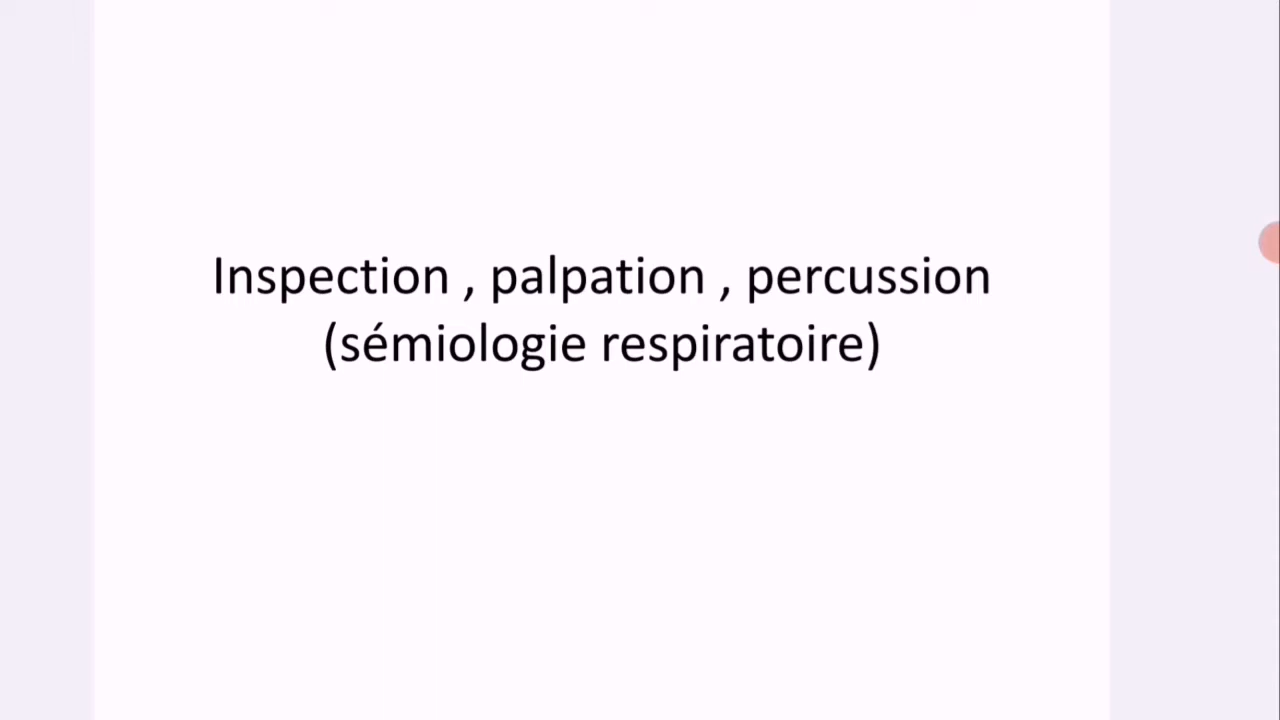 Inspection , palpation , percussion
(sémiologie respiratoire)